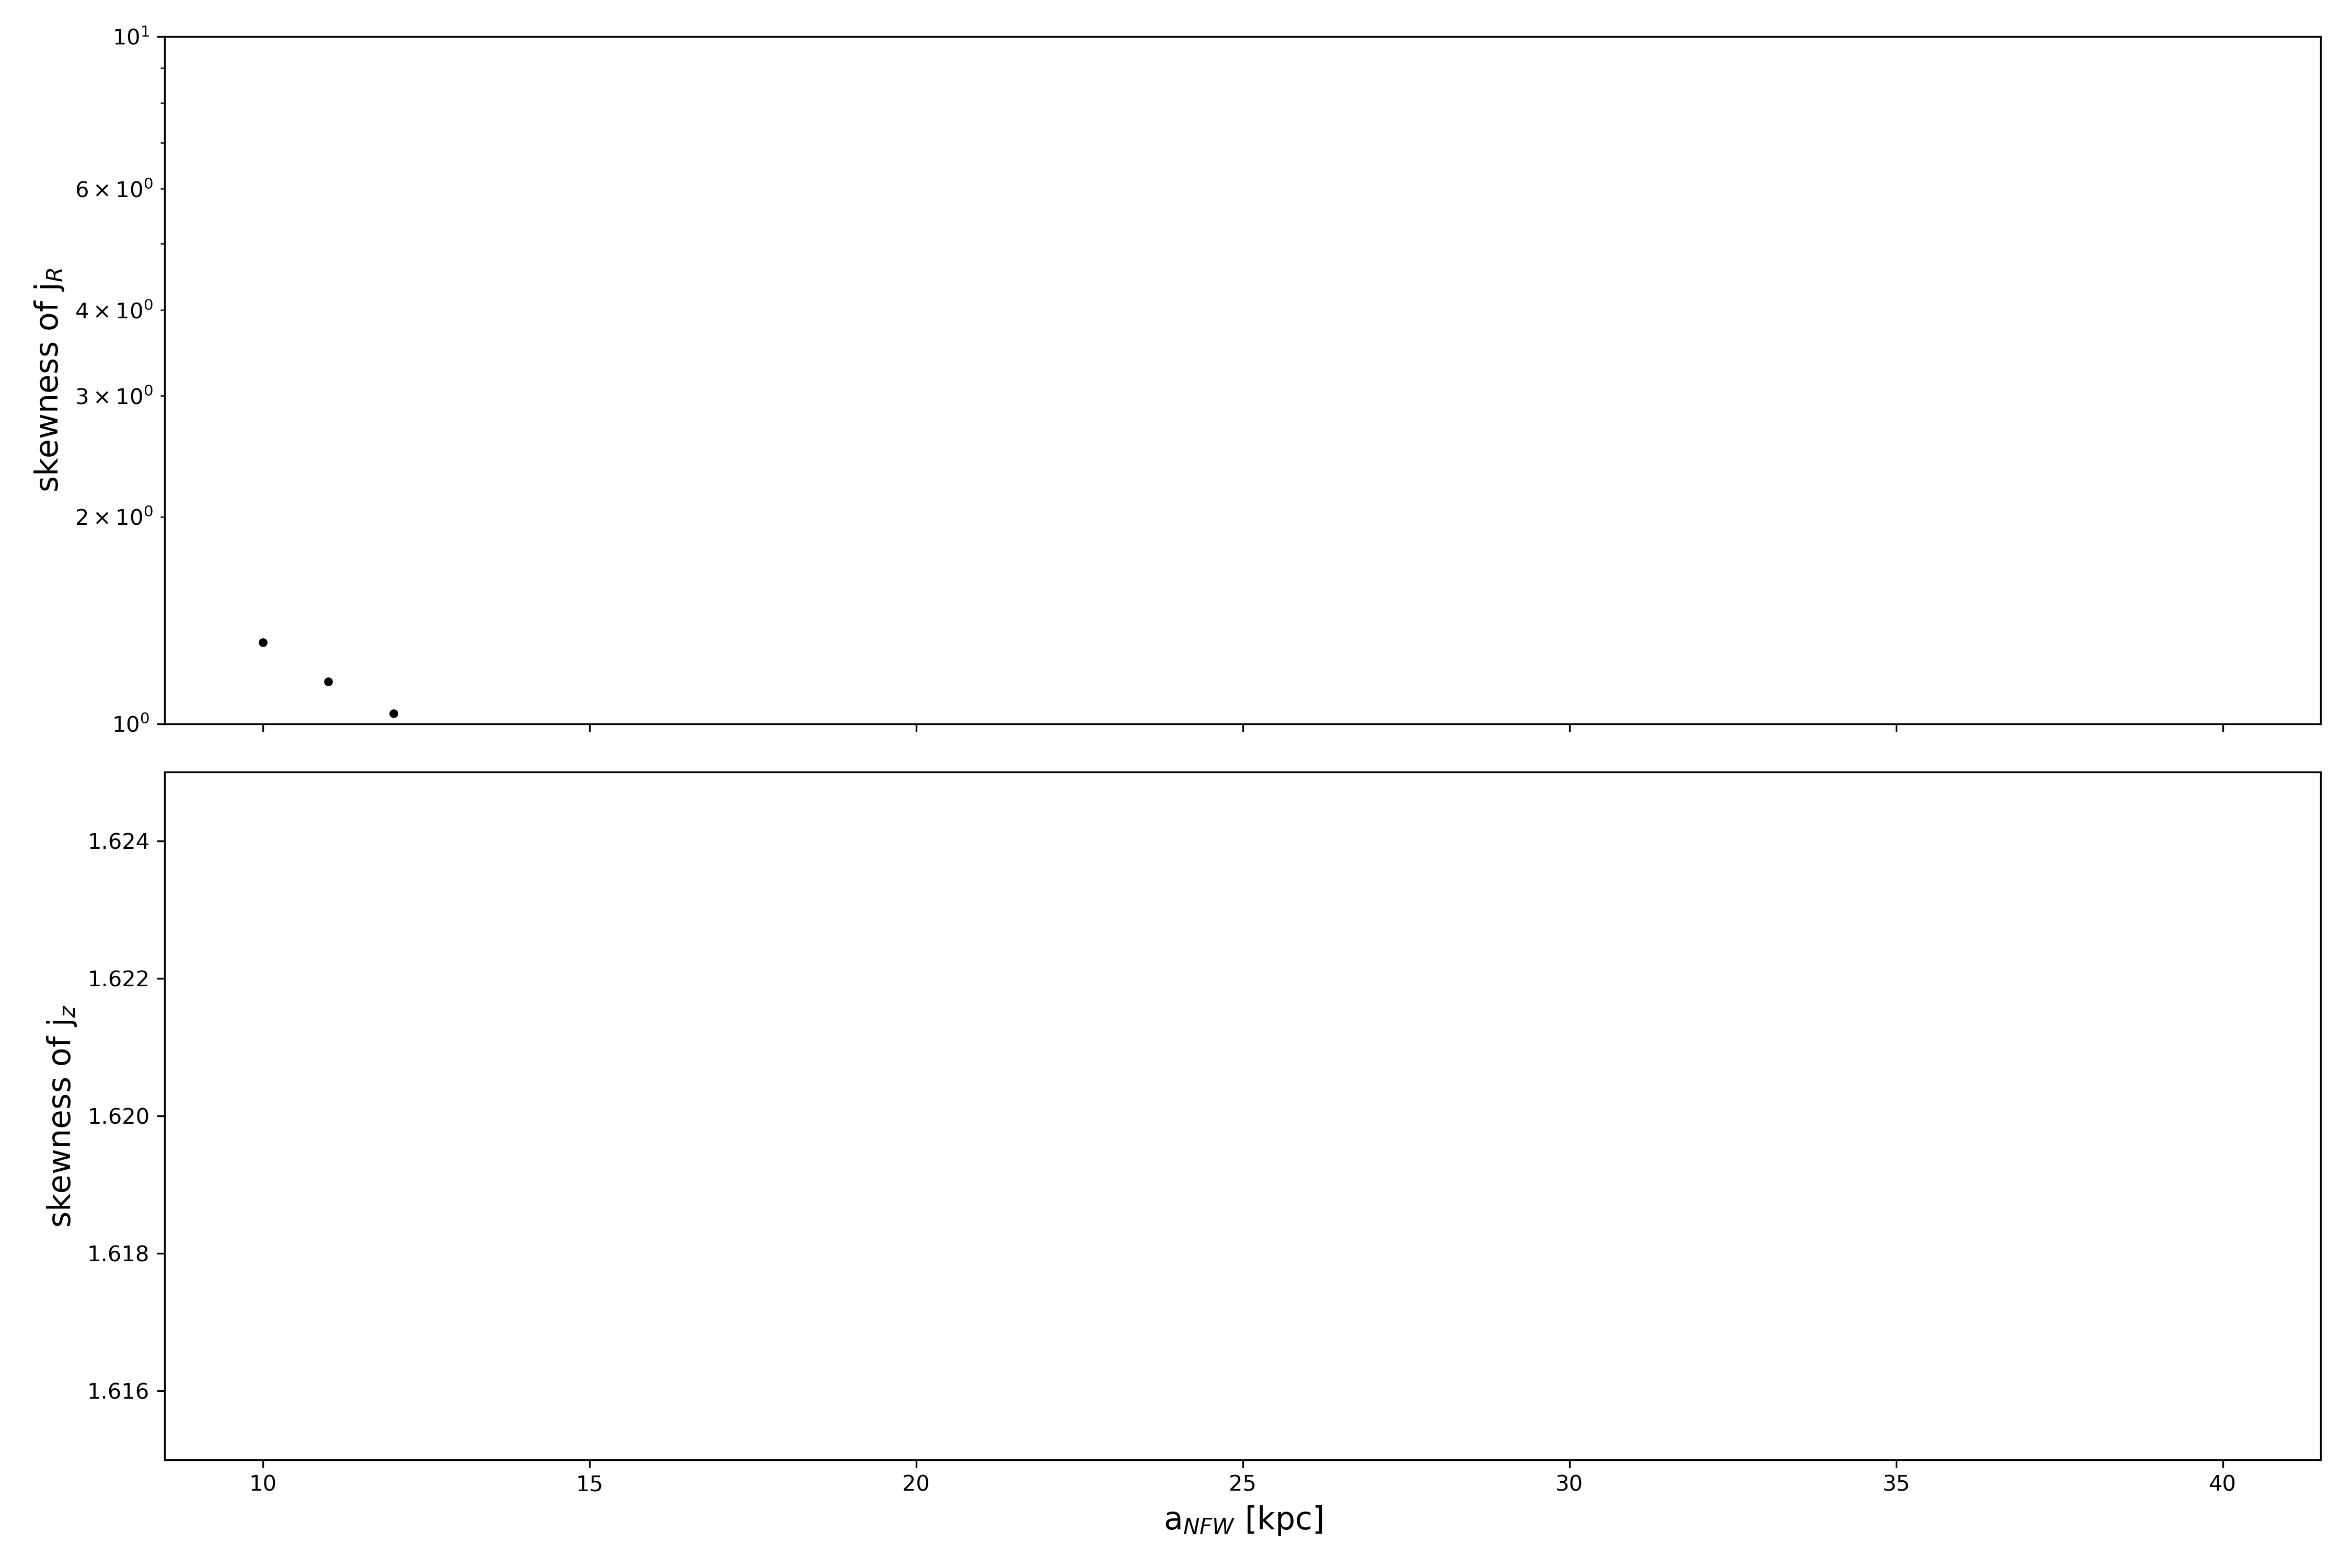 10¹
6 × 10⁰
4 × 10⁰
3 × 10⁰
2 × 10⁰
10⁰
skewness of j_R
1.624
1.622
1.620
1.618
1.616
skewness of j_z
10 15 20 25 30 35 40
a_NFW [kpc]